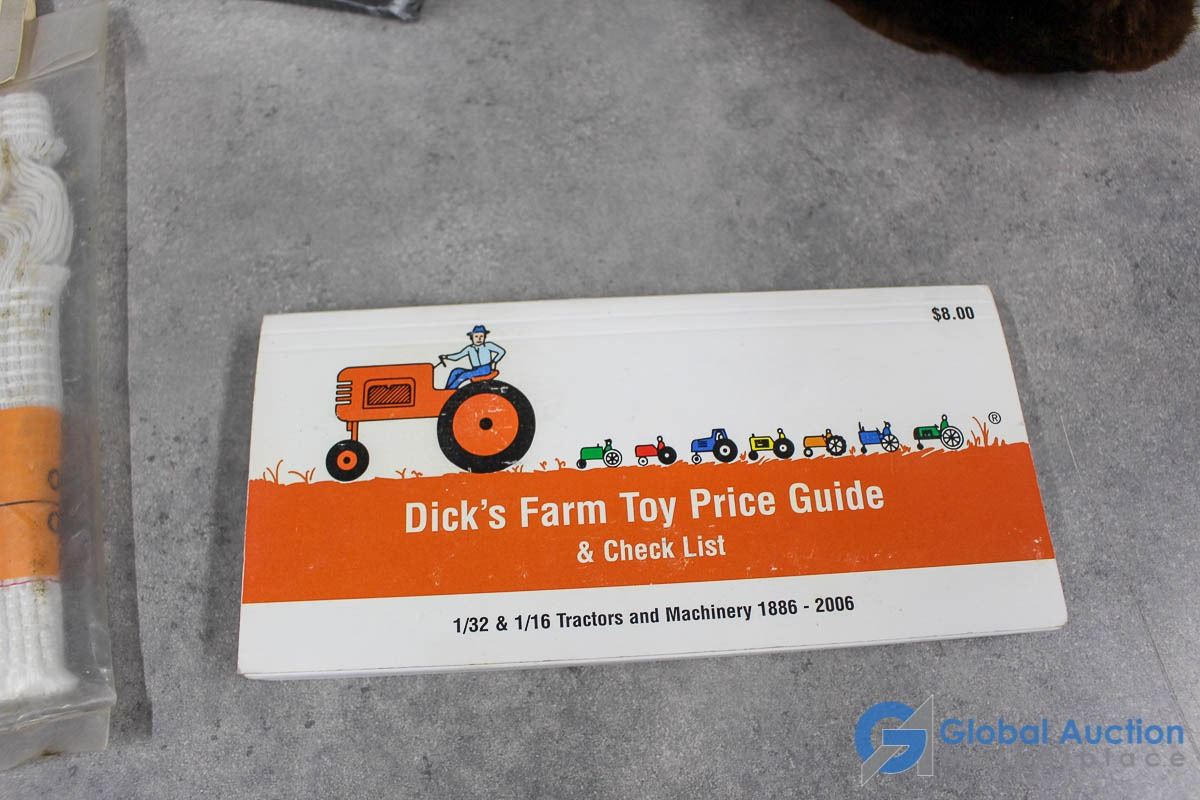 $8.00
®
Dick's Farm Toy Price Guide
& Check List
1/32 & 1/16 Tractors and Machinery 1886 - 2006
Global Auction